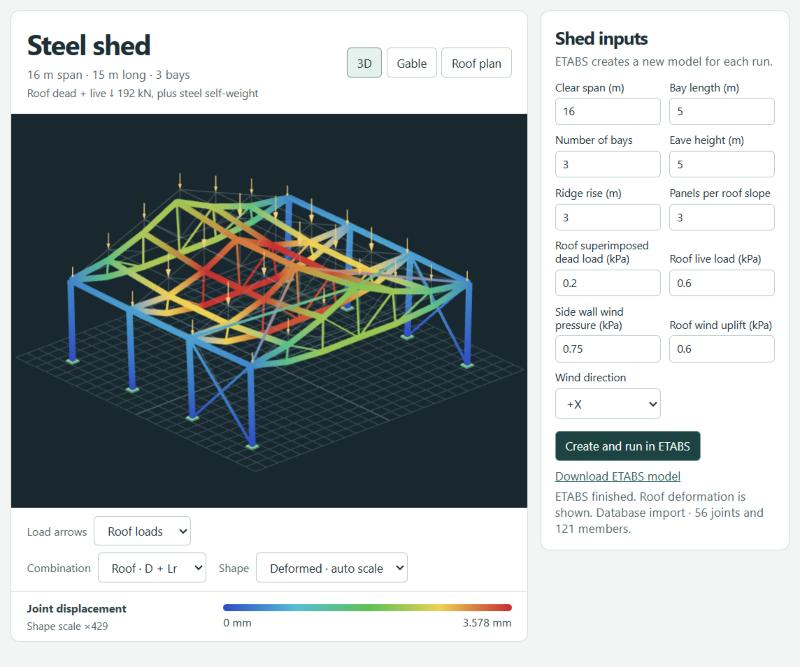 Steel shed
16 m span · 15 m long · 3 bays
Roof dead + live ↓ 192 kN, plus steel self-weight
3D
Gable
Roof plan
Load arrows
Roof loads
Combination
Roof · D + Lr
Shape
Deformed · auto scale
Joint displacement
Shape scale ×429
0 mm
3.578 mm
Shed inputs
ETABS creates a new model for each run.
Clear span (m)
Bay length (m)
16
5
Number of bays
Eave height (m)
3
5
Ridge rise (m)
Panels per roof slope
3
3
Roof superimposed
dead load (kPa)
Roof live load (kPa)
0.2
0.6
Side wall wind
pressure (kPa)
Roof wind uplift (kPa)
0.75
0.6
Wind direction
+X
Create and run in ETABS
Download ETABS model
ETABS finished. Roof deformation is
shown. Database import · 56 joints and
121 members.